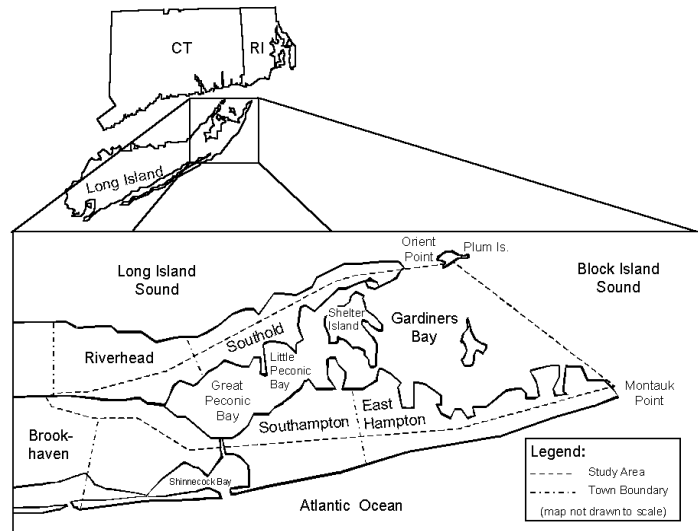 CT
RI
Long Island
Orient
Point
Plum Is.
Long Island
Sound
Block Island
Sound
Shelter
Island
Gardiners
Bay
Southold
Riverhead
Little
Peconic
Bay
Great
Peconic
Bay
Montauk
Point
East
Hampton
Southampton
Brook-
haven
Shinnecock Bay
Atlantic Ocean
Legend:
Study Area
Town Boundary
(map not drawn to scale)